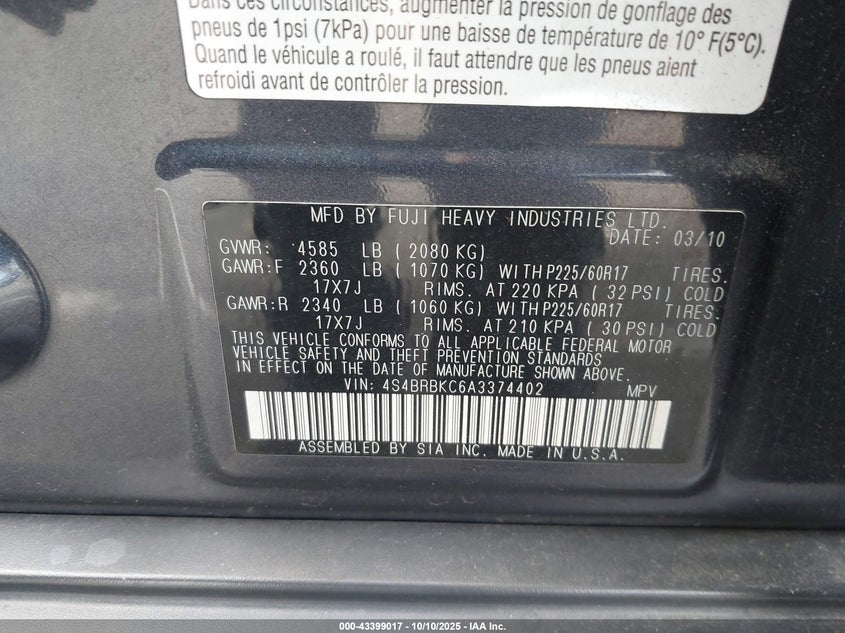 Dans ces circonstances, augmenter la pression de gonflage des
pneus de 1psi (7kPa) pour une baisse de température de 10° F(5°C).
Quand le véhicule a roulé, il faut attendre que les pneus aient
refroidi avant de contrôler la pression.
MFD BY FUJI HEAVY INDUSTRIES LTD.
DATE: 03/10
GVWR: 4585 LB ( 2080 KG)
GAWR:F 2360 LB ( 1070 KG) WITH P225/60R17 TIRES.
17X7J RIMS. AT 220 KPA ( 32 PSI) COLD
GAWR:R 2340 LB ( 1060 KG) WITH P225/60R17 TIRES.
17X7J RIMS. AT 210 KPA ( 30 PSI) COLD
THIS VEHICLE CONFORMS TO ALL APPLICABLE FEDERAL MOTOR
VEHICLE SAFETY AND THEFT PREVENTION STANDARDS
IN EFFECT ON THE DATE OF MANUFACTURE SHOWN ABOVE.
VIN: 4S4BRBKC6A3374402 MPV
ASSEMBLED BY SIA INC. MADE IN U.S.A.
000-43399017 - 10/10/2025 - IAA Inc.